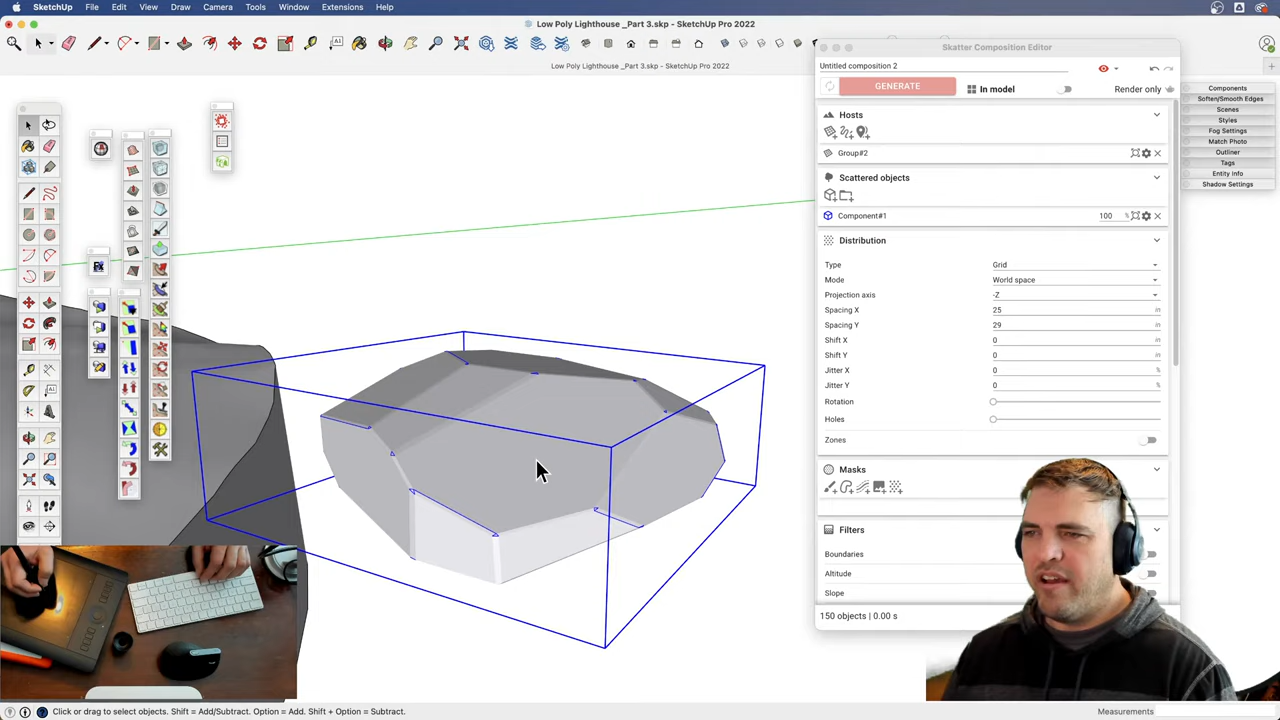 SketchUp File Edit View Draw Camera Tools Window Extensions Help
Low Poly Lighthouse _Part 3.skp - SketchUp Pro 2022
Low Poly Lighthouse _Part 3.skp - SketchUp Pro 2022
Skatter Composition Editor
Untitled composition 2
GENERATE
In model
Render only
Hosts
Group#2
Scattered objects
Component#1 100 %
Distribution
Type Grid
Mode World space
Projection axis -Z
Spacing X 25 in
Spacing Y 29 in
Shift X 0 in
Shift Y 0 in
Jitter X 0 %
Jitter Y 0 %
Rotation
Holes
Zones
Masks
Filters
Boundaries
Altitude
Slope
150 objects | 0.00 s
Components
Soften/Smooth Edges
Scenes
Styles
Fog Settings
Match Photo
Outliner
Tags
Entity Info
Shadow Settings
Click or drag to select objects. Shift = Add/Subtract. Option = Add. Shift + Option = Subtract.
Measurements